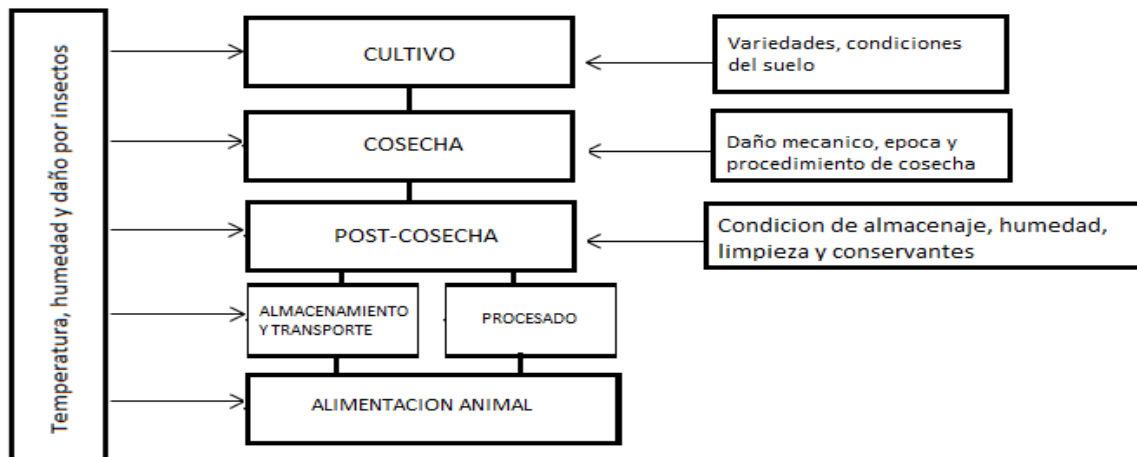 Temperatura, humedad y daño por insectos
CULTIVO
Variedades, condiciones
del suelo
COSECHA
Daño mecanico, epoca y
procedimiento de cosecha
POST-COSECHA
Condicion de almacenaje, humedad,
limpieza y conservantes
ALMACENAMIENTO
Y TRANSPORTE
PROCESADO
ALIMENTACION ANIMAL